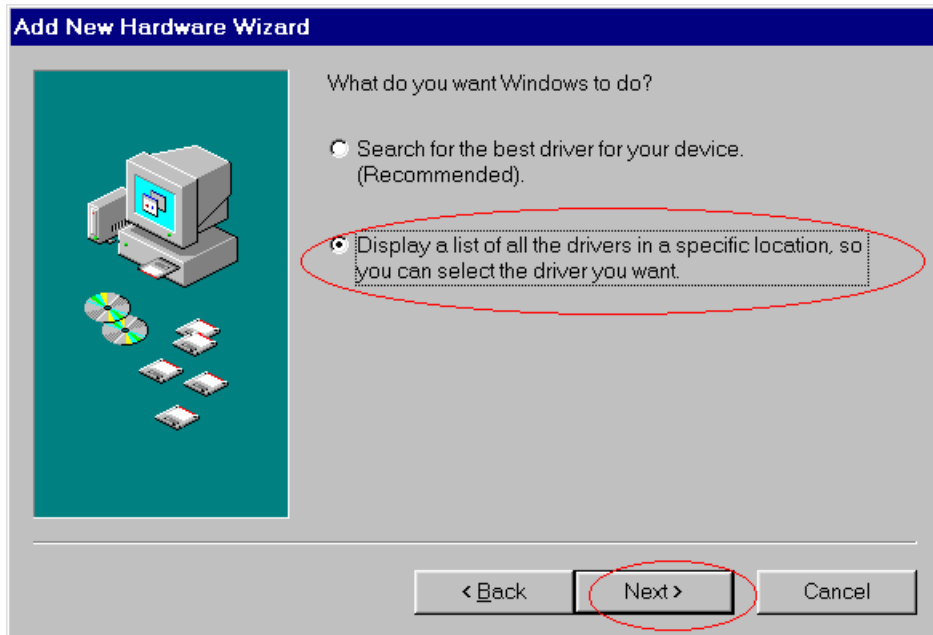 Add New Hardware Wizard
What do you want Windows to do?
Search for the best driver for your device.
(Recommended).
Display a list of all the drivers in a specific location, so
you can select the driver you want.
< Back
Next >
Cancel